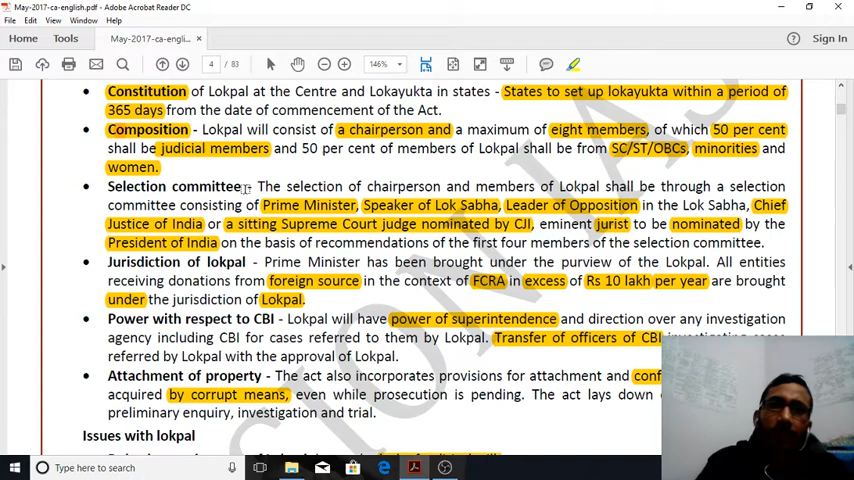 May-2017-ca-english.pdf - Adobe Acrobat Reader DC
File Edit View Window Help
Home Tools May-2017-ca-engli...
Sign In
4 / 83 146%
• Constitution of Lokpal at the Centre and Lokayukta in states - States to set up lokayukta within a period of
365 days from the date of commencement of the Act.
• Composition - Lokpal will consist of a chairperson and a maximum of eight members, of which 50 per cent
shall be judicial members and 50 per cent of members of Lokpal shall be from SC/ST/OBCs, minorities and
women.
• Selection committee - The selection of chairperson and members of Lokpal shall be through a selection
committee consisting of Prime Minister, Speaker of Lok Sabha, Leader of Opposition in the Lok Sabha, Chief
Justice of India or a sitting Supreme Court judge nominated by CJI, eminent jurist to be nominated by the
President of India on the basis of recommendations of the first four members of the selection committee.
• Jurisdiction of lokpal - Prime Minister has been brought under the purview of the Lokpal. All entities
receiving donations from foreign source in the context of FCRA in excess of Rs 10 lakh per year are brought
under the jurisdiction of Lokpal.
• Power with respect to CBI - Lokpal will have power of superintendence and direction over any investigation
agency including CBI for cases referred to them by Lokpal. Transfer of officers of CBI investigating cases
referred by Lokpal with the approval of Lokpal.
• Attachment of property - The act also incorporates provisions for attachment and
acquired by corrupt means, even while prosecution is pending. The act lays down
preliminary enquiry, investigation and trial.
Issues with lokpal
Type here to search